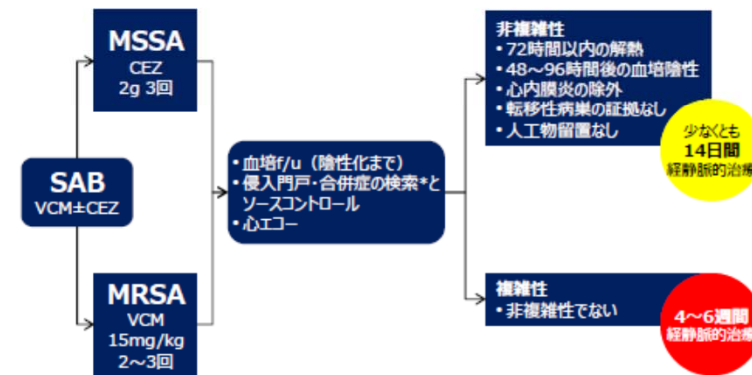 SAB
VCM±CEZ
MSSA
CEZ
2g 3回
MRSA
VCM
15mg/kg
2～3回
• 血培f/u（陰性化まで）
• 侵入門戸・合併症の検索*と
ソースコントロール
• 心エコー
非複雑性
• 72時間以内の解熱
• 48～96時間後の血培陰性
• 心内膜炎の除外
• 転移性病巣の証拠なし
• 人工物留置なし
少なくとも
14日間
経静脈的治療
複雑性
• 非複雑性でない
4～6週間
経静脈的治療